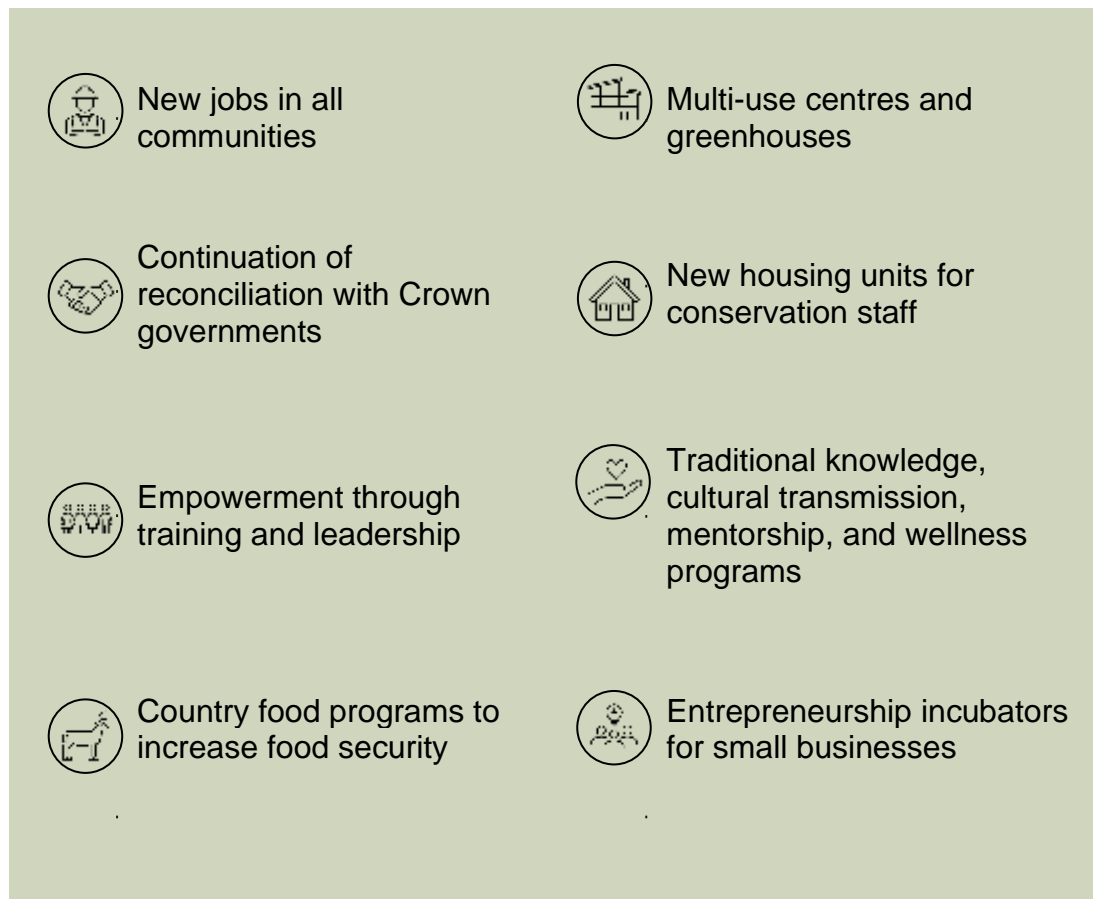 New jobs in all
communities
Multi-use centres and
greenhouses
Continuation of
reconciliation with Crown
governments
New housing units for
conservation staff
Empowerment through
training and leadership
Traditional knowledge,
cultural transmission,
mentorship, and wellness
programs
Country food programs to
increase food security
Entrepreneurship incubators
for small businesses